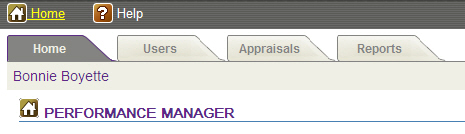 Home Help
Home Users Appraisals Reports
Bonnie Boyette
PERFORMANCE MANAGER